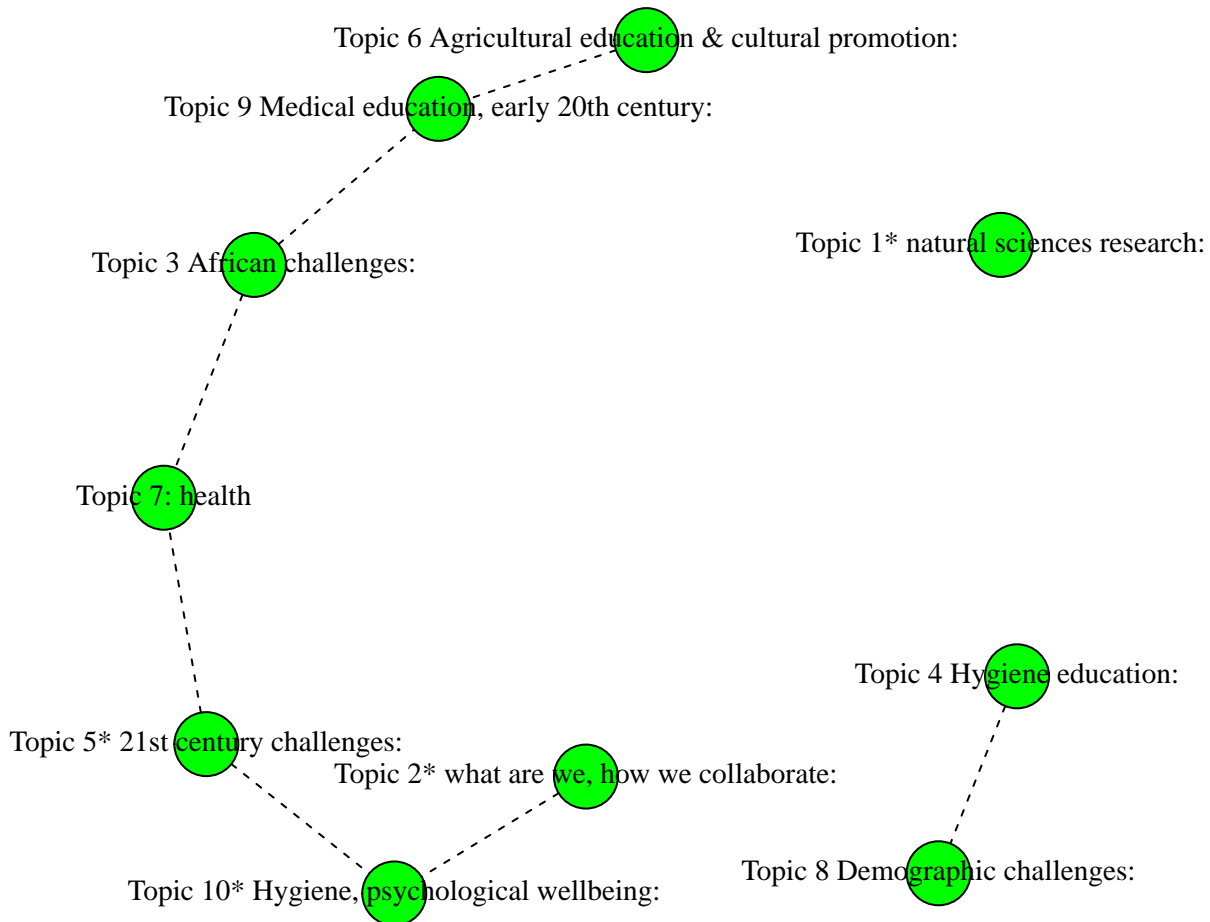 Topic 6 Agricultural education & cultural promotion:
Topic 9 Medical education, early 20th century:
Topic 1* natural sciences research:
Topic 3 African challenges:
Topic 7: health
Topic 4 Hygiene education:
Topic 5* 21st century challenges:
Topic 2* what are we, how we collaborate:
Topic 8 Demographic challenges:
Topic 10* Hygiene, psychological wellbeing: